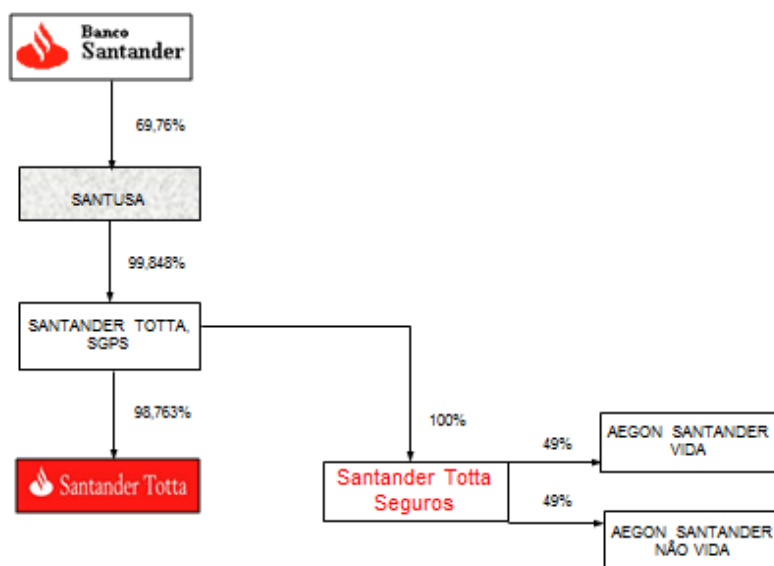 Banco
Santander
69,76%
SANTUSA
99,848%
SANTANDER TOTTA,
SGPS
98,763%
100%
Santander Totta
Santander Totta
Seguros
49%
49%
AEGON SANTANDER
VIDA
AEGON SANTANDER
NÃO VIDA